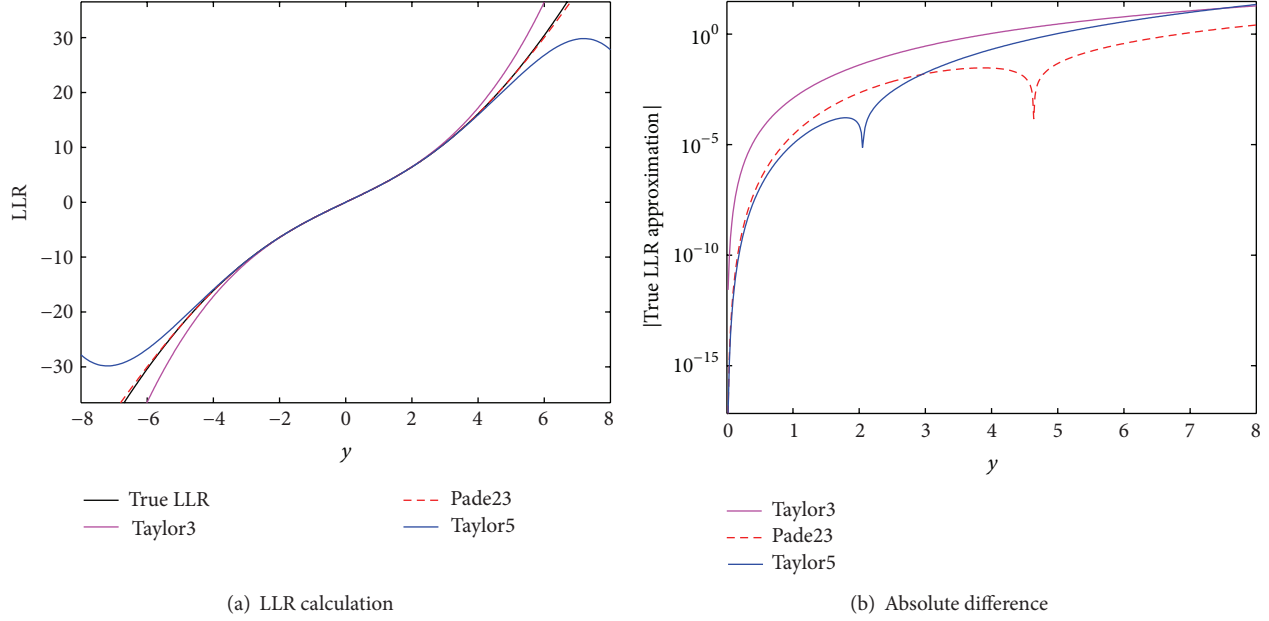 30
20
10
0
−10
−20
−30
LLR
−8
−6
−4
−2
0
2
4
6
8
y
True LLR
Taylor3
Pade23
Taylor5
(a) LLR calculation
10^0
10^−5
10^−10
10^−15
|True LLR approximation|
0
1
2
3
4
5
6
7
8
y
Taylor3
Pade23
Taylor5
(b) Absolute difference